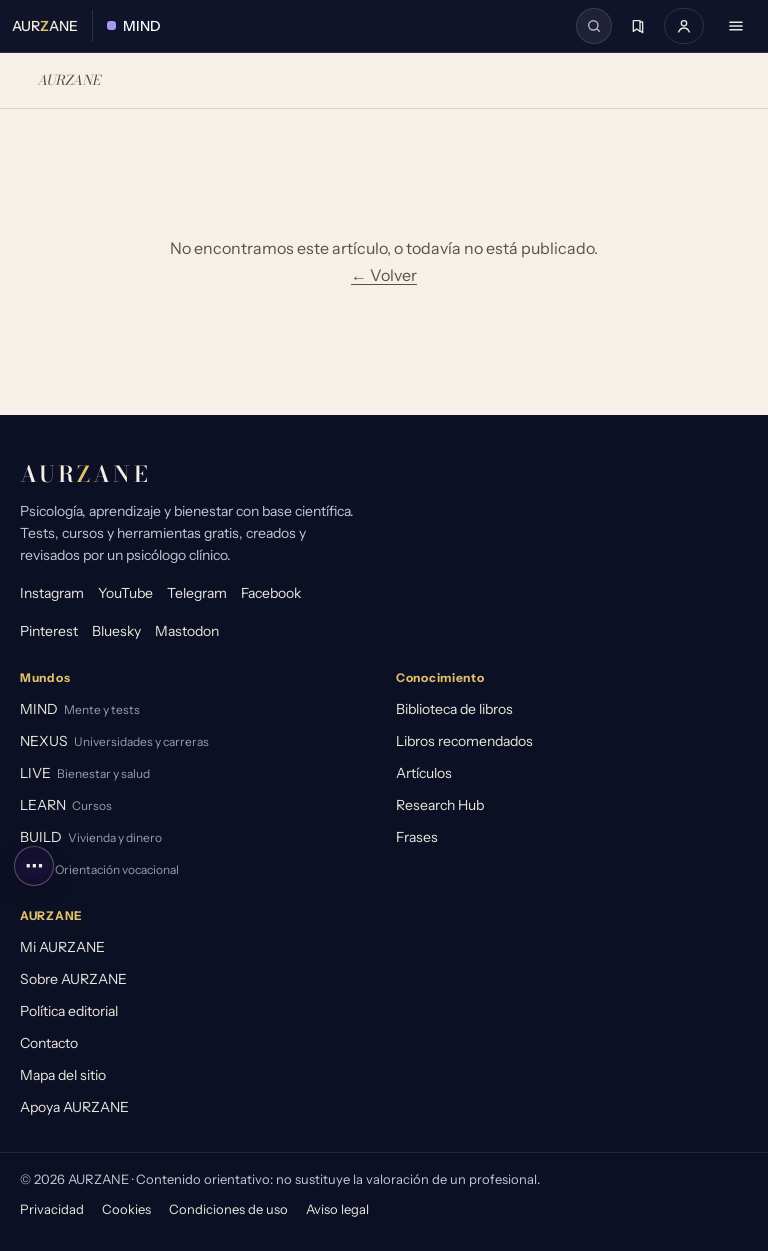 AURZANE
MIND
AURZANE
No encontramos este artículo, o todavía no está publicado.
← Volver
AURZANE
Psicología, aprendizaje y bienestar con base científica.
Tests, cursos y herramientas gratis, creados y
revisados por un psicólogo clínico.
Instagram YouTube Telegram Facebook
Pinterest Bluesky Mastodon
Mundos
MIND Mente y tests
NEXUS Universidades y carreras
LIVE Bienestar y salud
LEARN Cursos
BUILD Vivienda y dinero
Orientación vocacional
Conocimiento
Biblioteca de libros
Libros recomendados
Artículos
Research Hub
Frases
AURZANE
Mi AURZANE
Sobre AURZANE
Política editorial
Contacto
Mapa del sitio
Apoya AURZANE
© 2026 AURZANE · Contenido orientativo: no sustituye la valoración de un profesional.
Privacidad Cookies Condiciones de uso Aviso legal